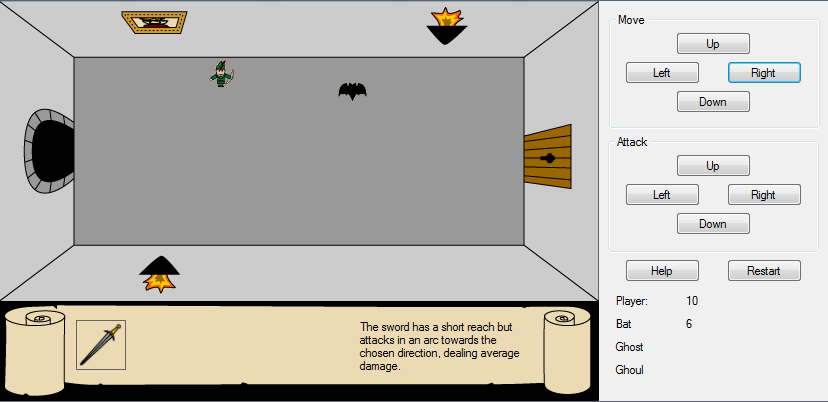 Move
Up
Left
Right
Down
Attack
Up
Left
Right
Down
Help
Restart
Player: 10
Bat 6
Ghost
Ghoul
The sword has a short reach but
attacks in an arc towards the
chosen direction, dealing average
damage.